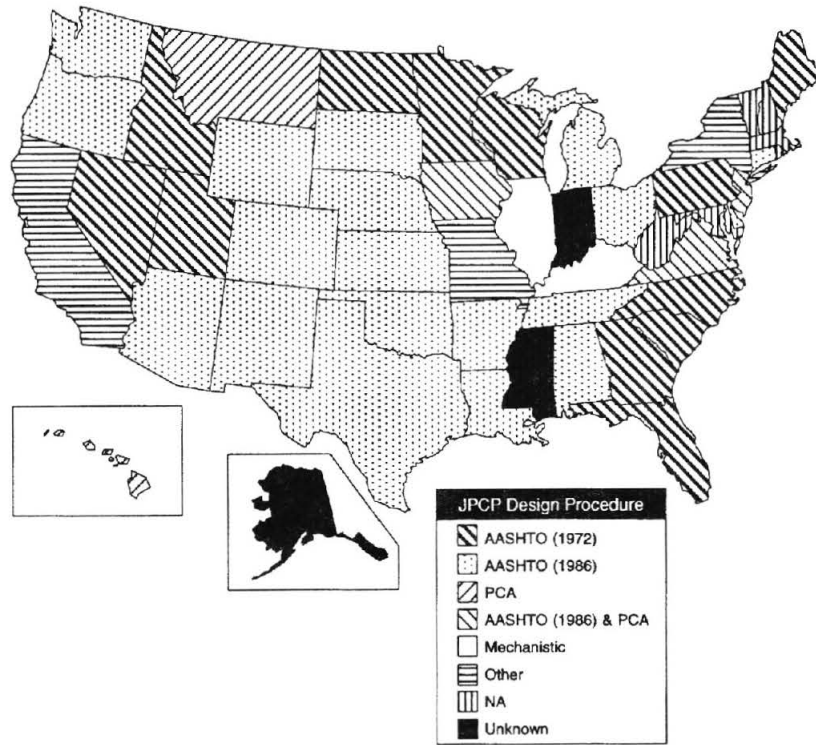 JPCP Design Procedure
AASHTO (1972)
AASHTO (1986)
PCA
AASHTO (1986) & PCA
Mechanistic
Other
NA
Unknown